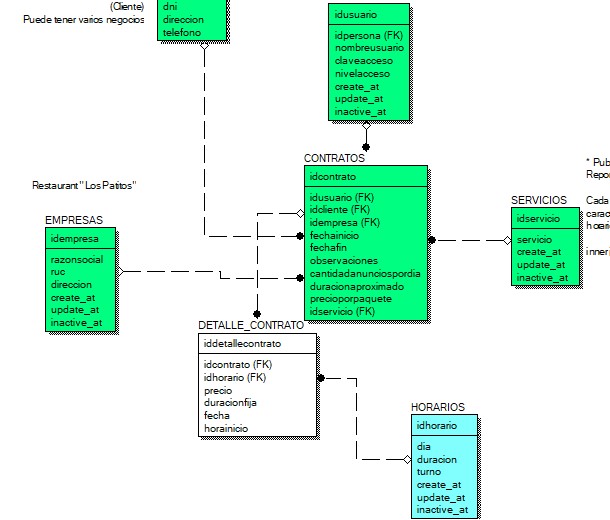 (Cliente)
Puede tener varios negocios
dni
direccion
telefono
idusuario
idpersona (FK)
nombreusuario
claveacceso
nivelacceso
create_at
update_at
inactive_at
CONTRATOS
idcontrato
idusuario (FK)
idcliente (FK)
idempresa (FK)
fechainicio
fechafin
observaciones
cantidadanunciospordia
duracionaproximado
precioporpaquete
idservicio (FK)
* Pub
Repor
Cada
carac
horari
inneri
SERVICIOS
idservicio
servicio
create_at
update_at
inactive_at
Restaurant "Los Patitos"
EMPRESAS
idempresa
razonsocial
ruc
direccion
create_at
update_at
inactive_at
DETALLE_CONTRATO
iddetallecontrato
idcontrato (FK)
idhorario (FK)
precio
duracionfija
fecha
horainicio
HORARIOS
idhorario
dia
duracion
turno
create_at
update_at
inactive_at